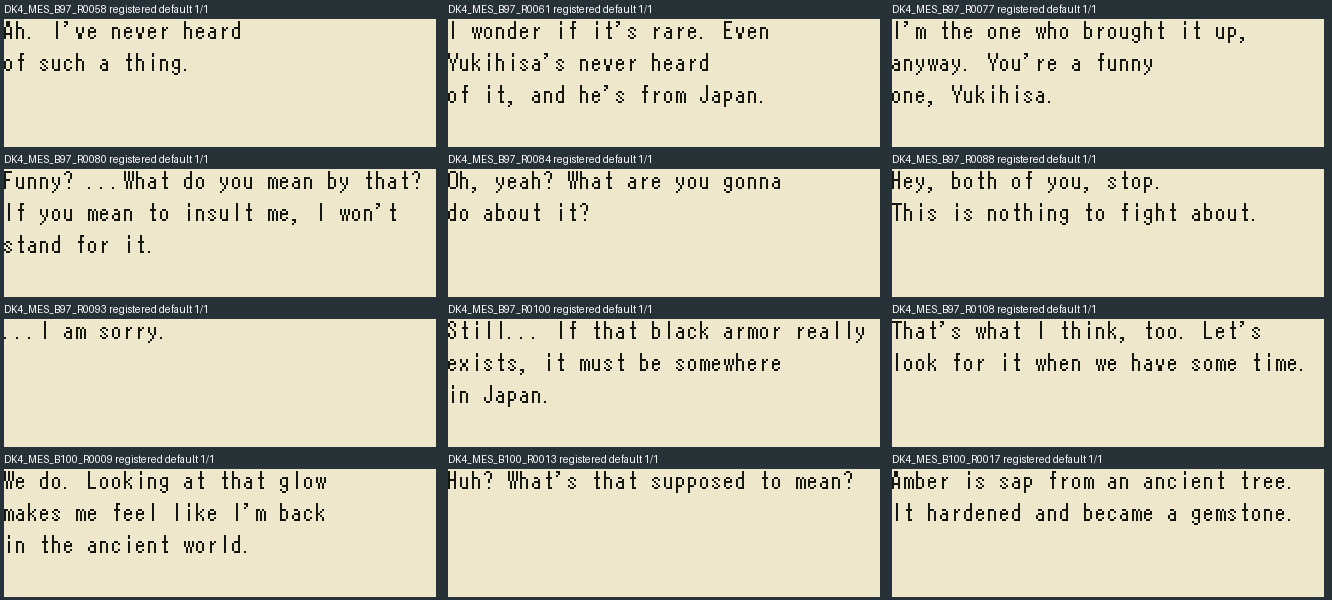 DK4_MES_B97_R0058 registered default 1/1
Ah. I've never heard
of such a thing.
DK4_MES_B97_R0061 registered default 1/1
I wonder if it's rare. Even
Yukihisa's never heard
of it, and he's from Japan.
DK4_MES_B97_R0077 registered default 1/1
I'm the one who brought it up,
anyway. You're a funny
one, Yukihisa.
DK4_MES_B97_R0080 registered default 1/1
Funny? ...What do you mean by that?
If you mean to insult me, I won't
stand for it.
DK4_MES_B97_R0084 registered default 1/1
Oh, yeah? What are you gonna
do about it?
DK4_MES_B97_R0088 registered default 1/1
Hey, both of you, stop.
This is nothing to fight about.
DK4_MES_B97_R0093 registered default 1/1
...I am sorry.
DK4_MES_B97_R0100 registered default 1/1
Still... If that black armor really
exists, it must be somewhere
in Japan.
DK4_MES_B97_R0108 registered default 1/1
That's what I think, too. Let's
look for it when we have some time.
DK4_MES_B100_R0009 registered default 1/1
We do. Looking at that glow
makes me feel like I'm back
in the ancient world.
DK4_MES_B100_R0013 registered default 1/1
Huh? What's that supposed to mean?
DK4_MES_B100_R0017 registered default 1/1
Amber is sap from an ancient tree.
It hardened and became a gemstone.